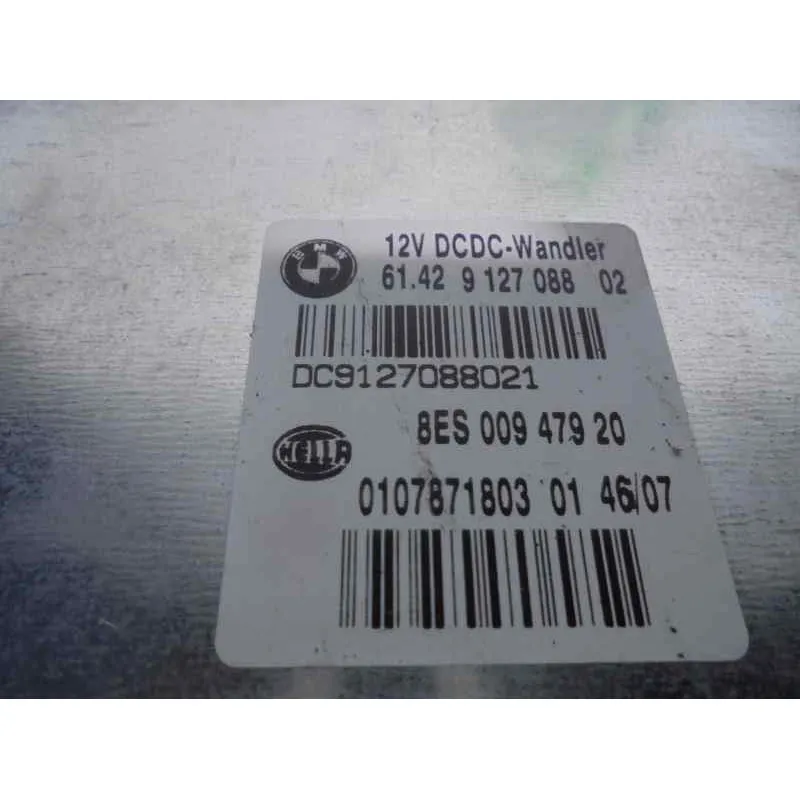 BMW
12V DCDC-Wandler
61.42 9 127 088 02
DC9127088021
8ES 009 479 20
HELLA
0107871803 01 46/07